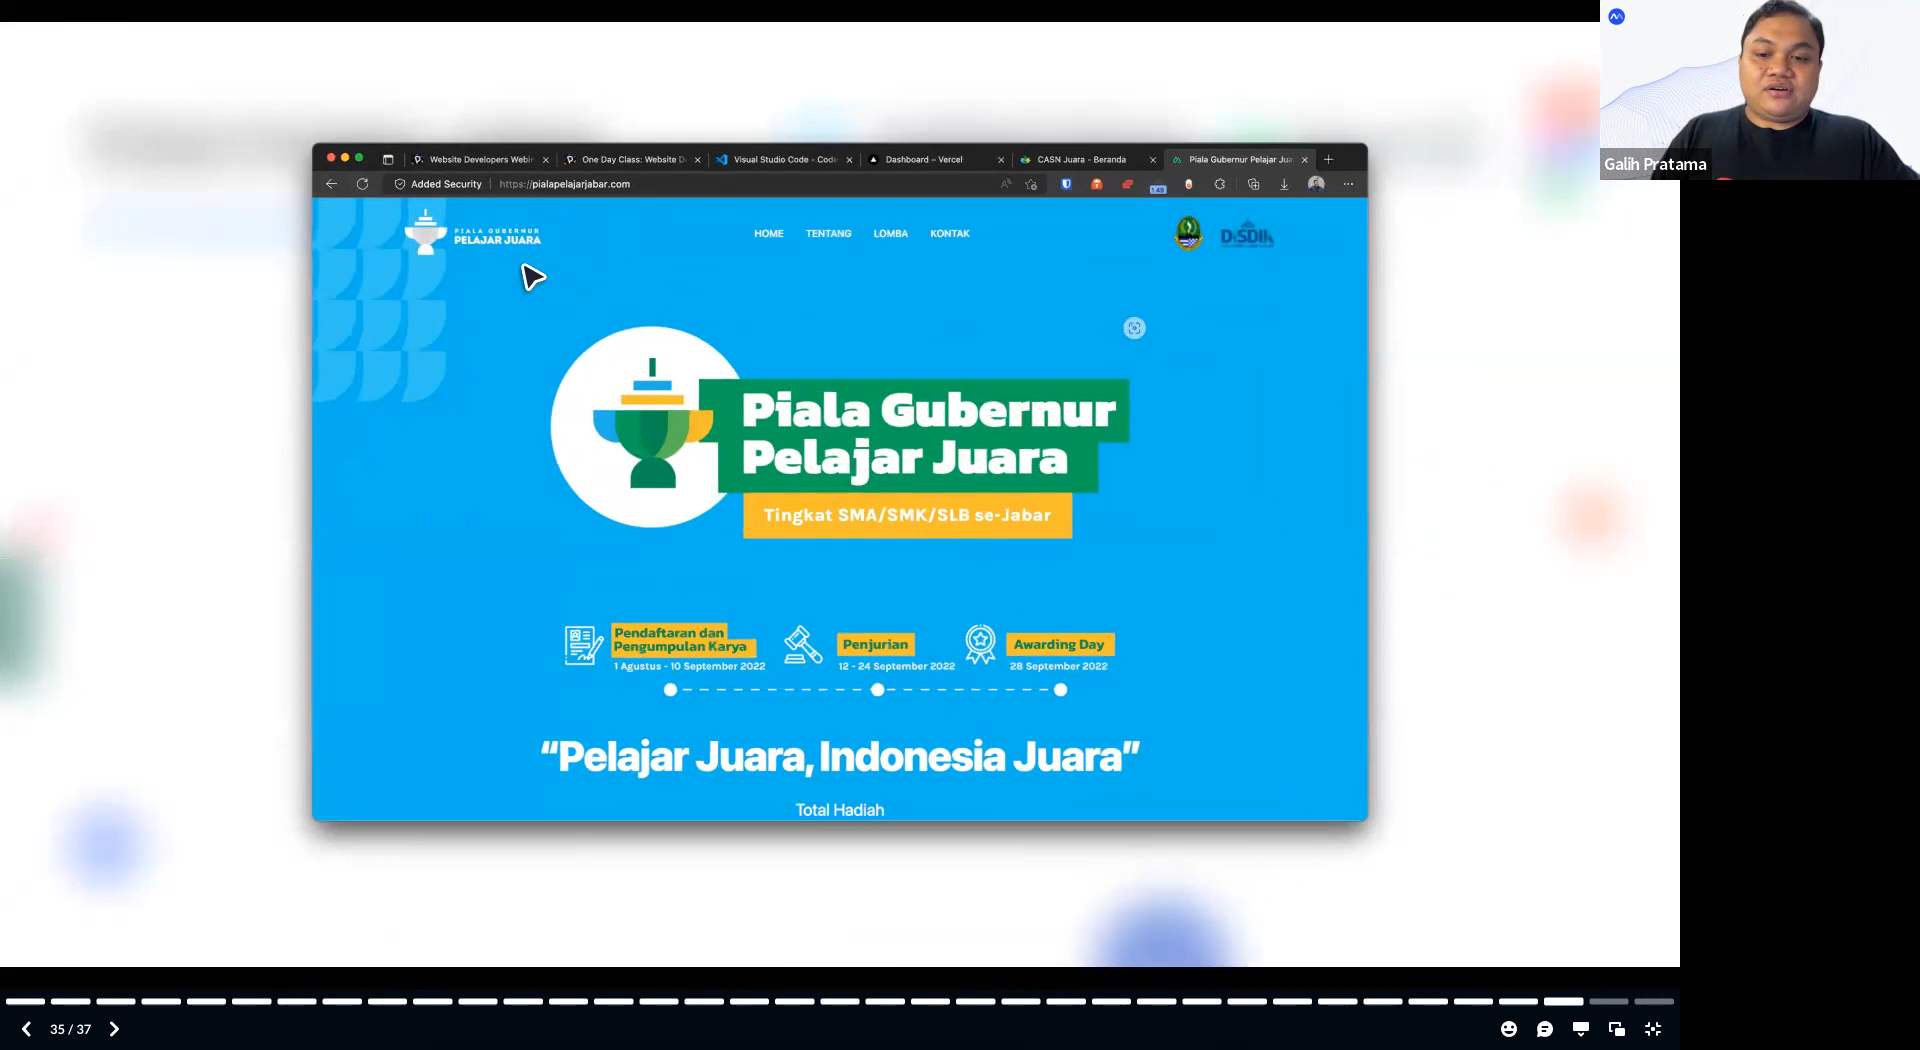 Galih Pratama
Website Developers Webin
One Day Class: Website D
Visual Studio Code - Code
Dashboard – Vercel
CASN Juara - Beranda
Piala Gubernur Pelajar Jua
Added Security
https://pialapelajarjabar.com
1.49
PIALA GUBERNUR
PELAJAR JUARA
HOME
TENTANG
LOMBA
KONTAK
DISDIK
Piala Gubernur
Pelajar Juara
Tingkat SMA/SMK/SLB se-Jabar
Pendaftaran dan
Pengumpulan Karya
1 Agustus - 10 September 2022
Penjurian
12 - 24 September 2022
Awarding Day
28 September 2022
“Pelajar Juara, Indonesia Juara”
Total Hadiah
35 / 37